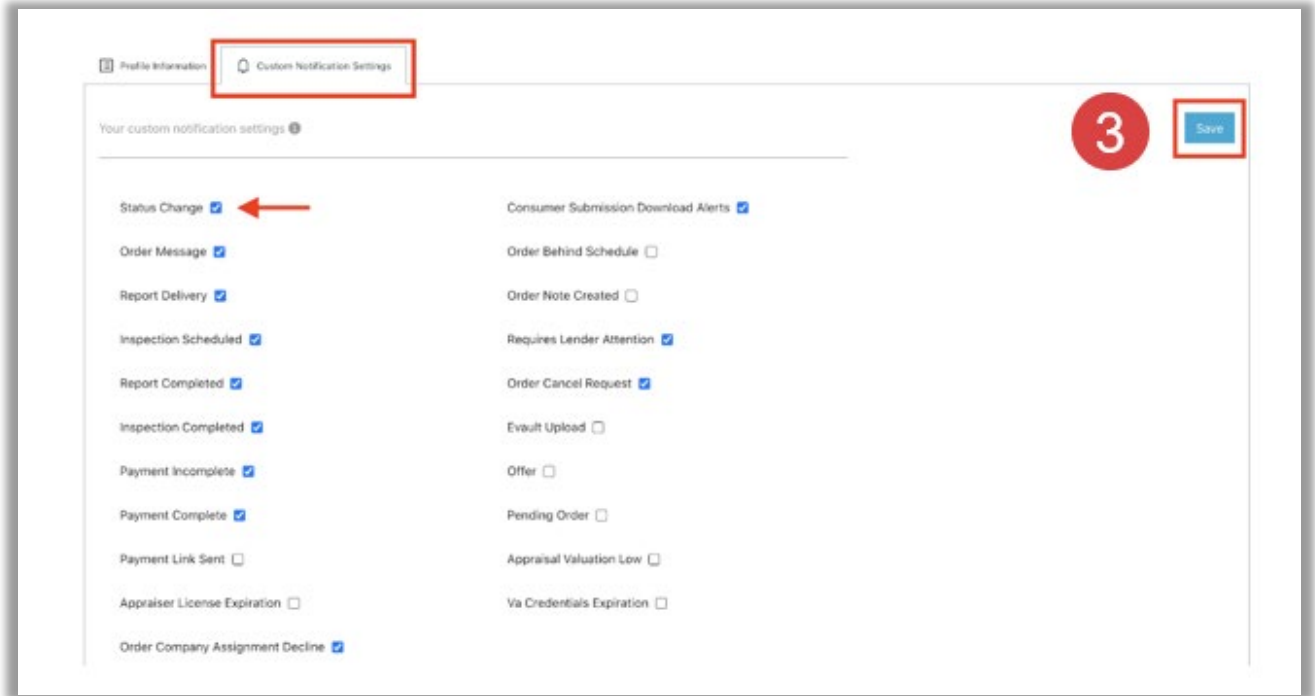 Profile Information
Custom Notification Settings
Your custom notification settings
3
Save
Status Change
Consumer Submission Download Alerts
Order Message
Order Behind Schedule
Report Delivery
Order Note Created
Inspection Scheduled
Requires Lender Attention
Report Completed
Order Cancel Request
Inspection Completed
Evault Upload
Payment Incomplete
Offer
Payment Complete
Pending Order
Payment Link Sent
Appraisal Valuation Low
Appraiser License Expiration
Va Credentials Expiration
Order Company Assignment Decline